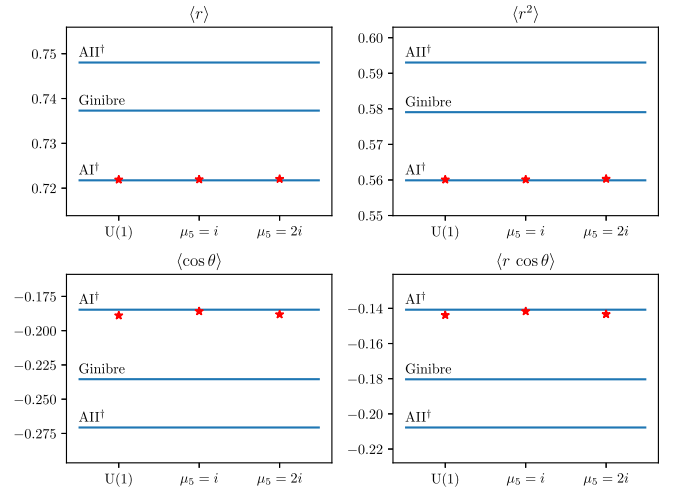 ⟨r⟩
0.75
0.74
0.73
0.72
AII†
Ginibre
AI†
U(1)
μ₅ = i
μ₅ = 2i
⟨r²⟩
0.60
0.59
0.58
0.57
0.56
0.55
AII†
Ginibre
AI†
U(1)
μ₅ = i
μ₅ = 2i
⟨cos θ⟩
−0.175
−0.200
−0.225
−0.250
−0.275
AI†
Ginibre
AII†
U(1)
μ₅ = i
μ₅ = 2i
⟨r cos θ⟩
−0.14
−0.16
−0.18
−0.20
−0.22
AI†
Ginibre
AII†
U(1)
μ₅ = i
μ₅ = 2i